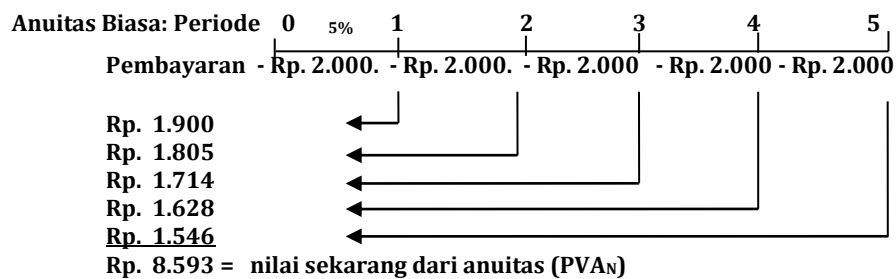 Anuitas Biasa: Periode 0 5% 1 2 3 4 5
Pembayaran - Rp. 2.000. - Rp. 2.000. - Rp. 2.000 - Rp. 2.000 - Rp. 2.000
Rp. 1.900
Rp. 1.805
Rp. 1.714
Rp. 1.628
Rp. 1.546
Rp. 8.593 = nilai sekarang dari anuitas (PVAN)